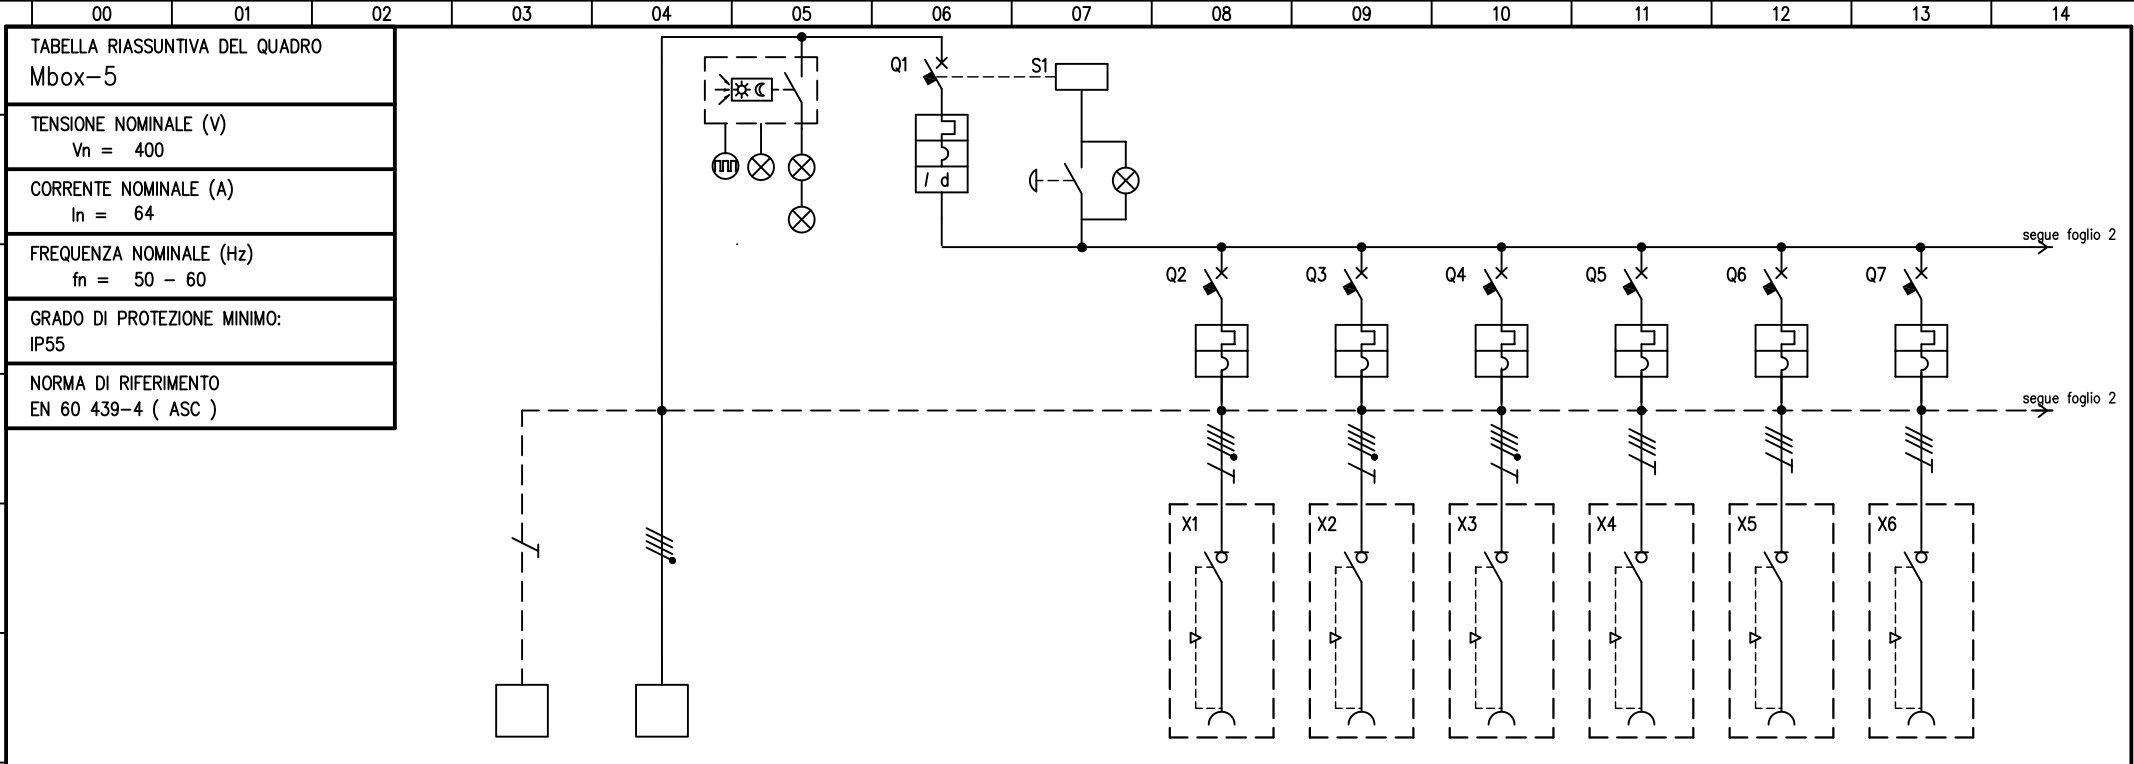 00 01 02 03 04 05 06 07 08 09 10 11 12 13 14
TABELLA RIASSUNTIVA DEL QUADRO
Mbox-5
TENSIONE NOMINALE (V)
Vn = 400
CORRENTE NOMINALE (A)
In = 64
FREQUENZA NOMINALE (Hz)
fn = 50 - 60
GRADO DI PROTEZIONE MINIMO:
IP55
NORMA DI RIFERIMENTO
EN 60 439-4 ( ASC )
Q1 S1
I d
segue foglio 2
Q2 Q3 Q4 Q5 Q6 Q7
segue foglio 2
X1 X2 X3 X4 X5 X6